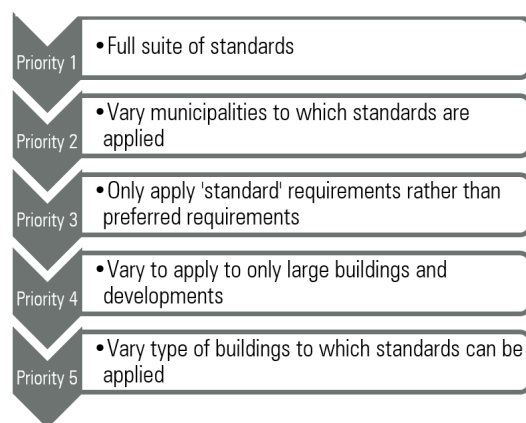 Priority 1
• Full suite of standards
Priority 2
• Vary municipalities to which standards are
applied
Priority 3
• Only apply 'standard' requirements rather than
preferred requirements
Priority 4
• Vary to apply to only large buildings and
developments
Priority 5
• Vary type of buildings to which standards can be
applied